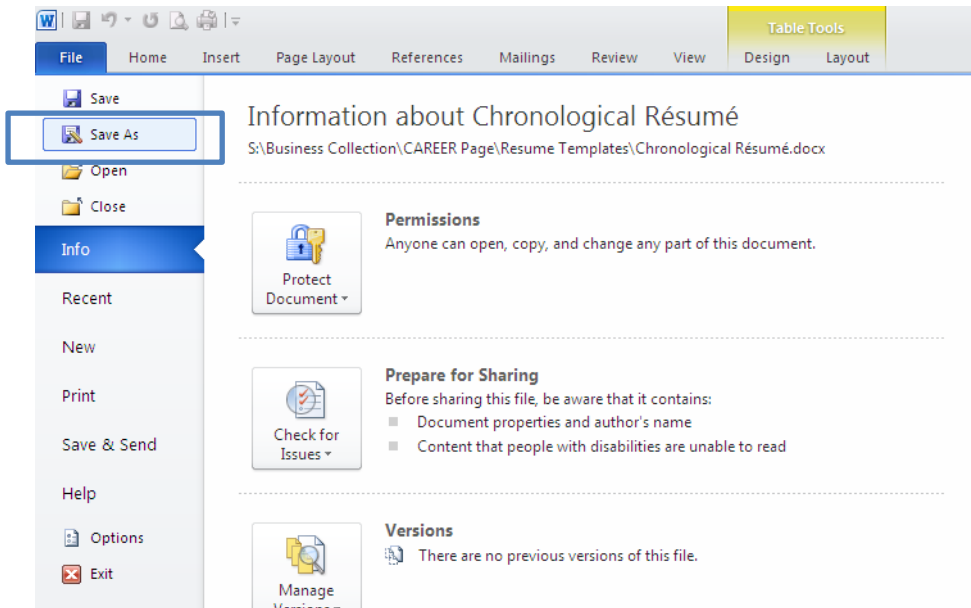 W
Table Tools
File Home Insert Page Layout References Mailings Review View Design Layout
Save
Save As
Open
Close
Info
Recent
New
Print
Save & Send
Help
Options
Exit
Information about Chronological Résumé
S:\Business Collection\CAREER Page\Resume Templates\Chronological Résumé.docx
Protect
Document
Permissions
Anyone can open, copy, and change any part of this document.
Check for
Issues
Prepare for Sharing
Before sharing this file, be aware that it contains:
Document properties and author's name
Content that people with disabilities are unable to read
Manage
Versions
Versions
There are no previous versions of this file.